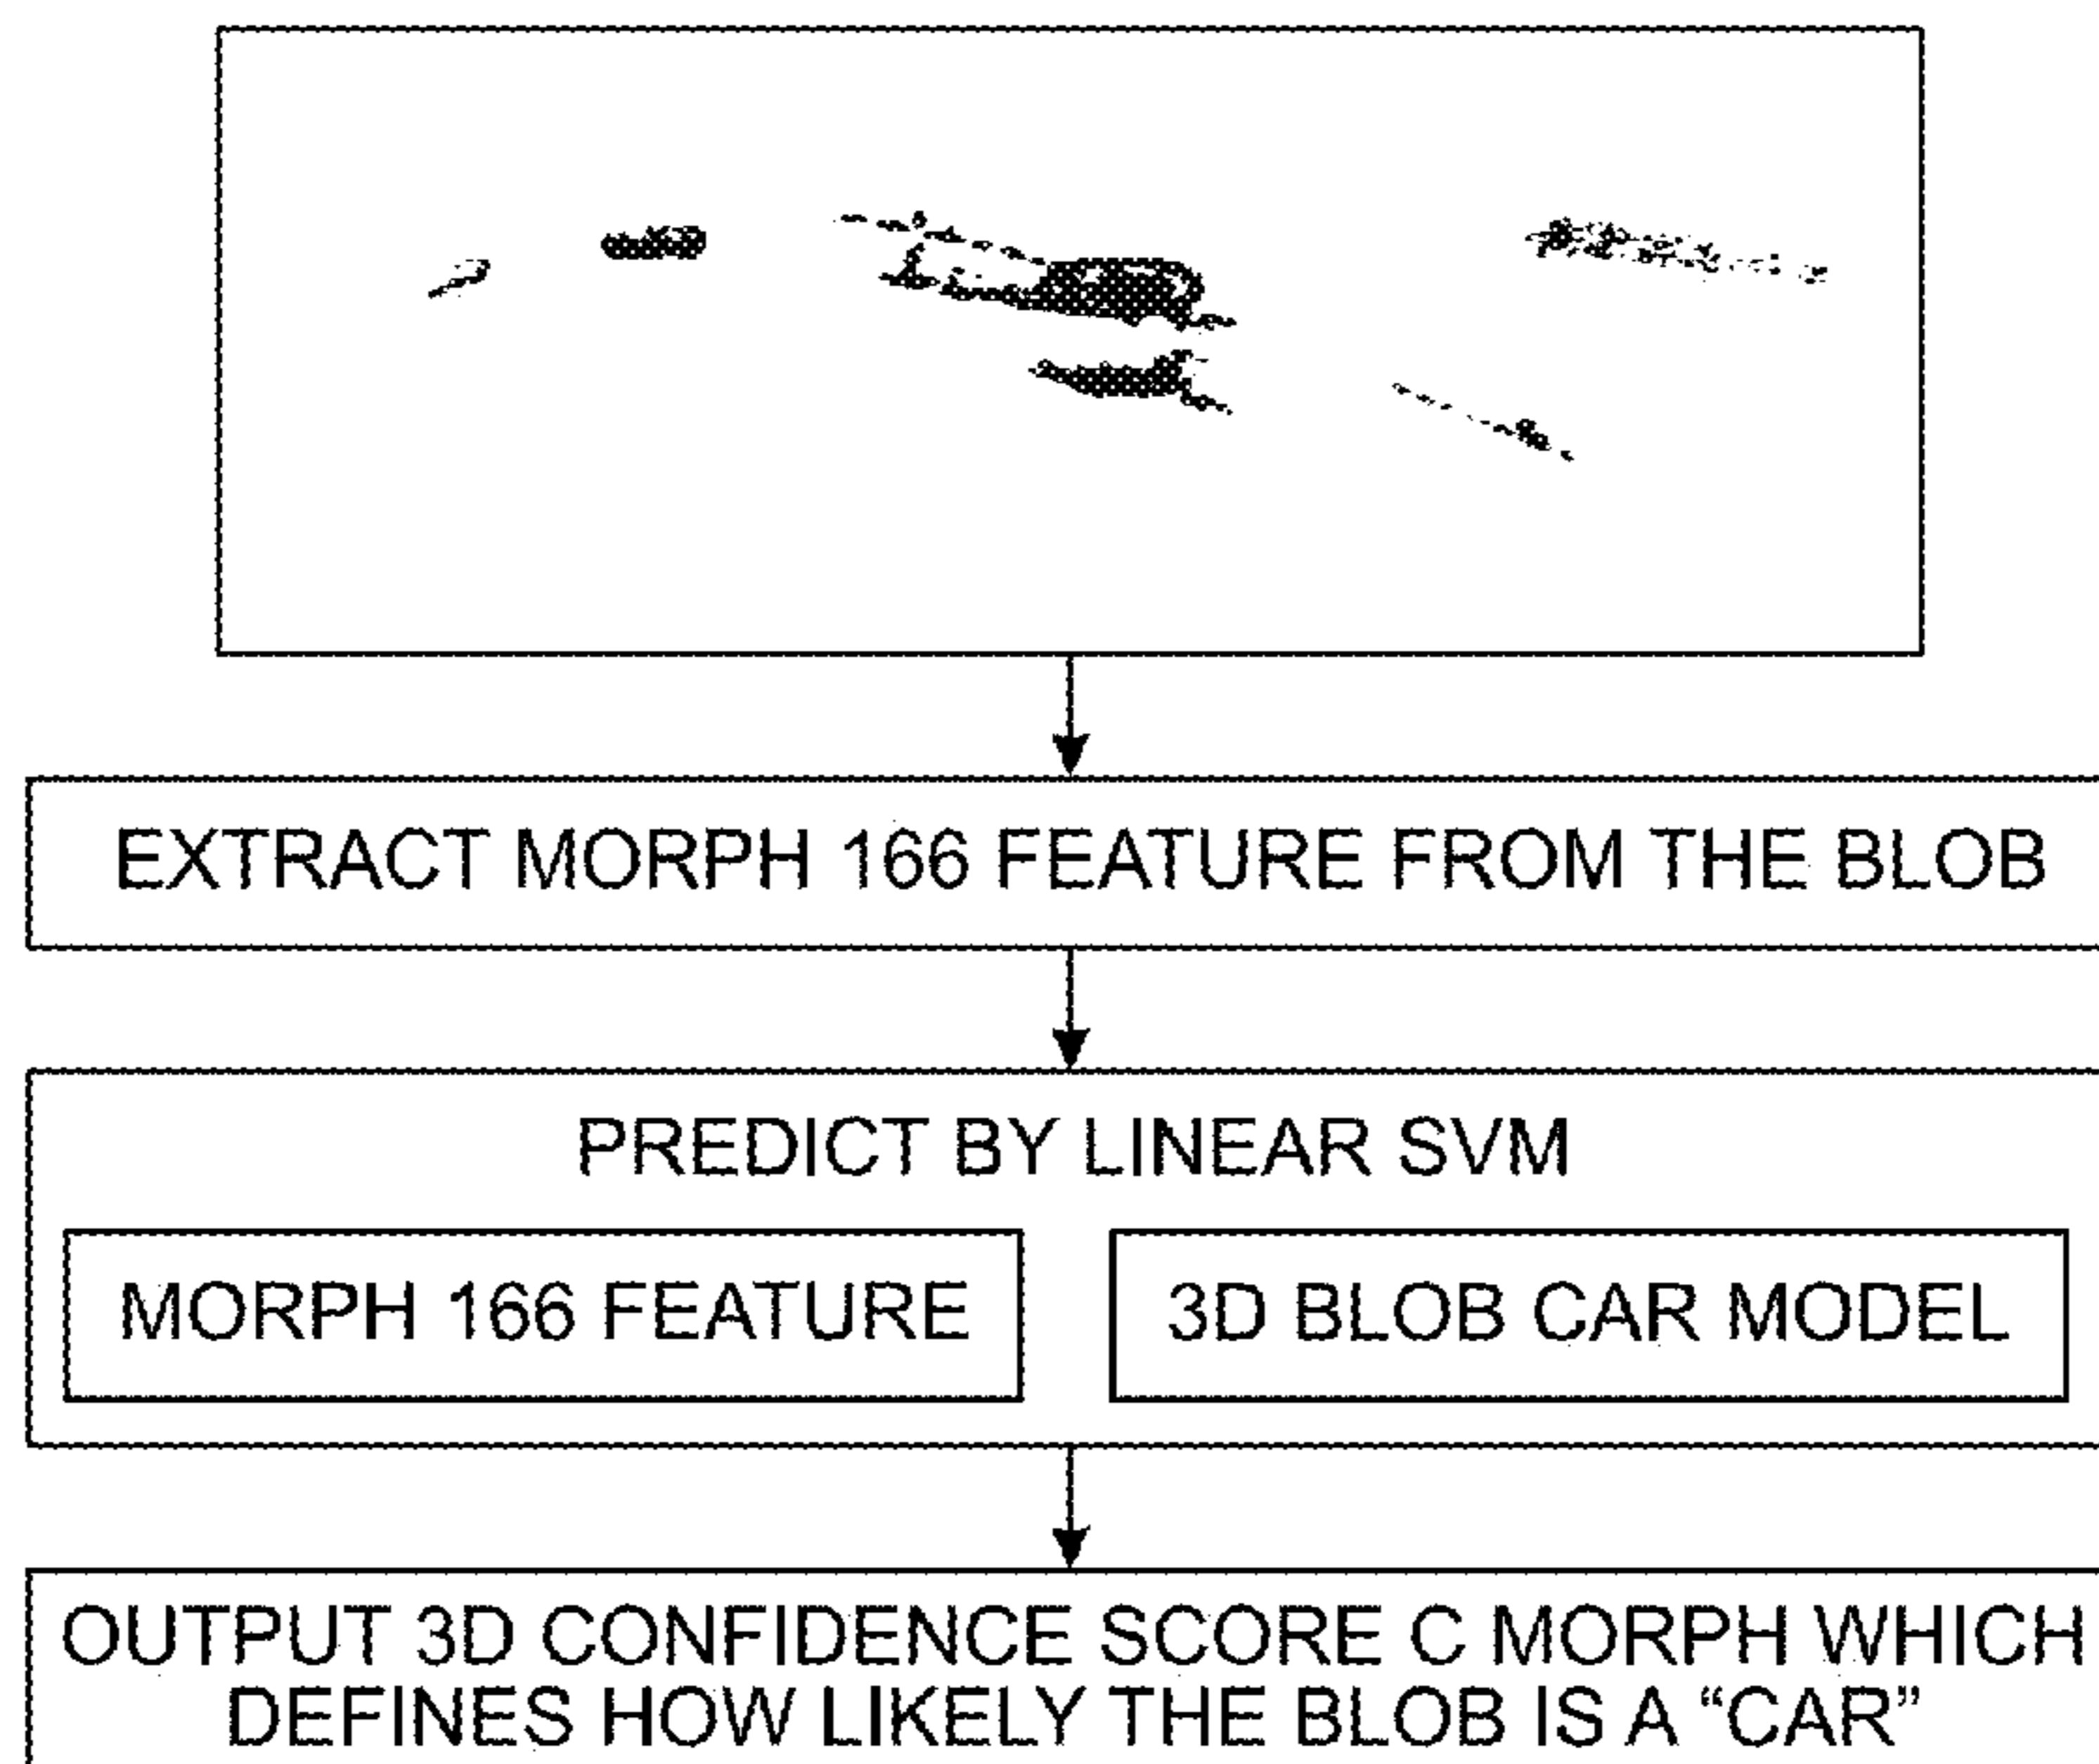 EXTRACT MORPH 166 FEATURE FROM THE BLOB
PREDICT BY LINEAR SVM
MORPH 166 FEATURE
3D BLOB CAR MODEL
OUTPUT 3D CONFIDENCE SCORE C MORPH WHICH
DEFINES HOW LIKELY THE BLOB IS A “CAR”